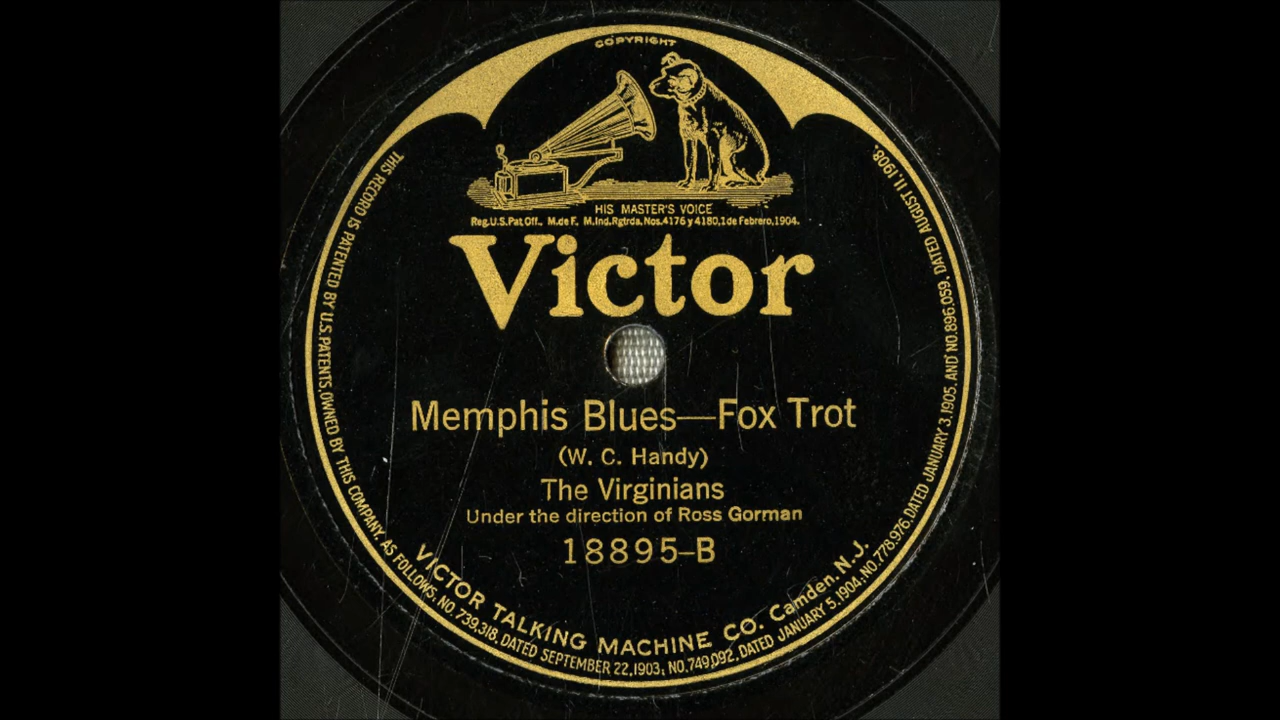 COPYRIGHT
HIS MASTER'S VOICE
Reg.U.S.Pat.Off., M.de F., M.Ind.Rgtrda.Nos.4176 y 4180,1 de Febrero,1904.
Victor
Memphis Blues—Fox Trot
(W. C. Handy)
The Virginians
Under the direction of Ross Gorman
18895-B
VICTOR TALKING MACHINE CO. Camden. N.J.
THIS RECORD IS PATENTED BY U.S.PATENTS,OWNED BY THIS COMPANY, AS FOLLOWS: NO. 739,318, DATED SEPTEMBER 22,1903; NO.749,092, DATED JANUARY 5, 1904; NO.778,976, DATED JANUARY 3, 1905. AND NO.896,059, DATED AUGUST 11, 1908.